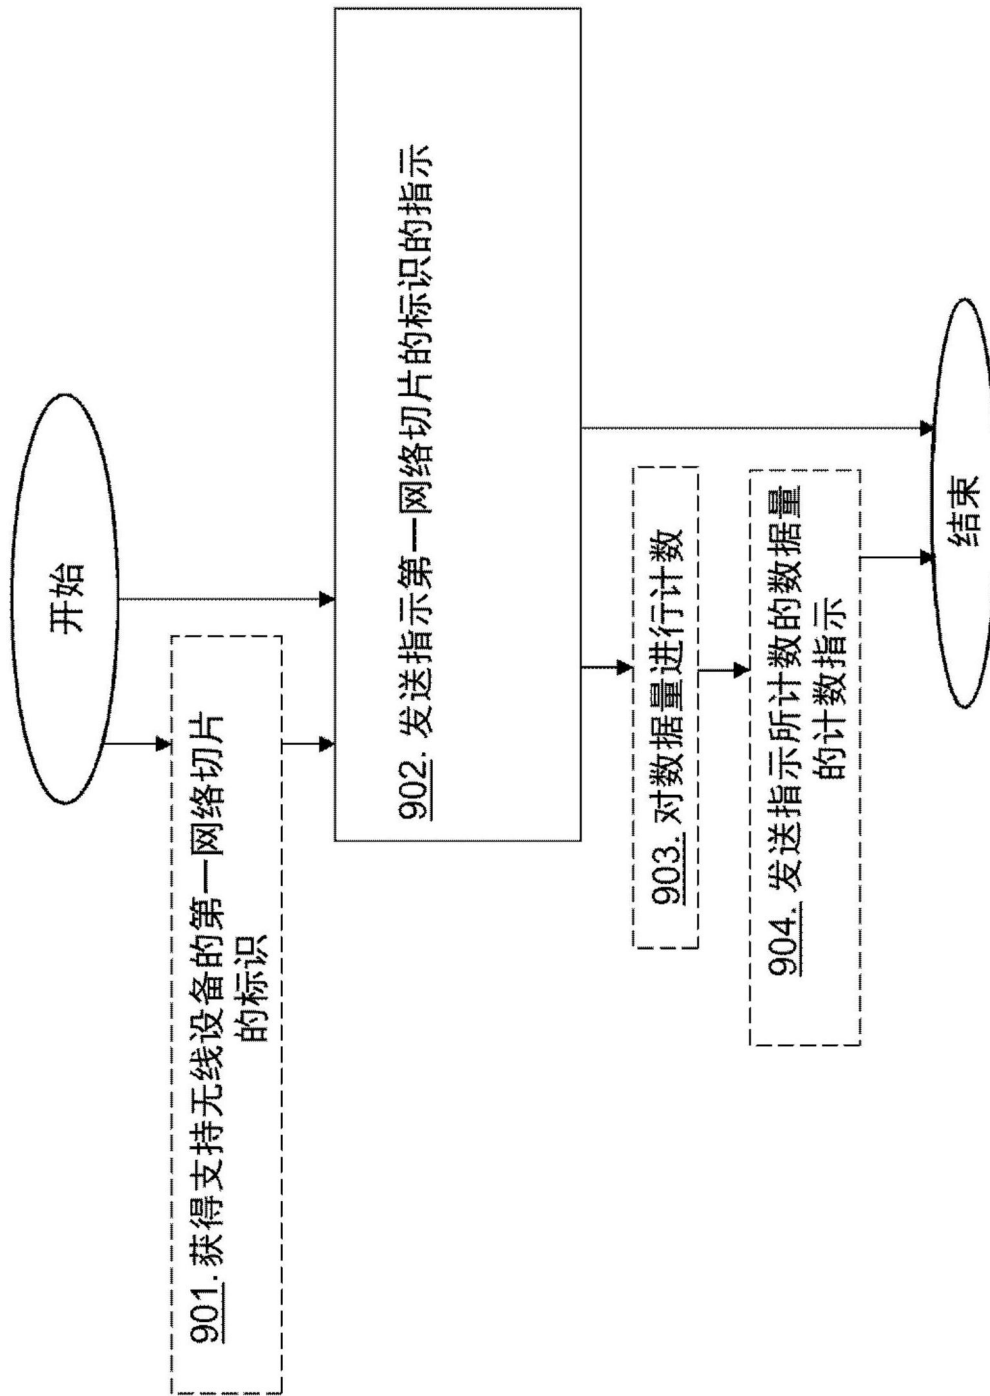 开始
901. 获得支持无线设备的第一网络切片
的标识
902. 发送指示第一网络切片的标识的指示
903. 对数据量进行计数
904. 发送指示所计数的数据量
的计数指示
结束